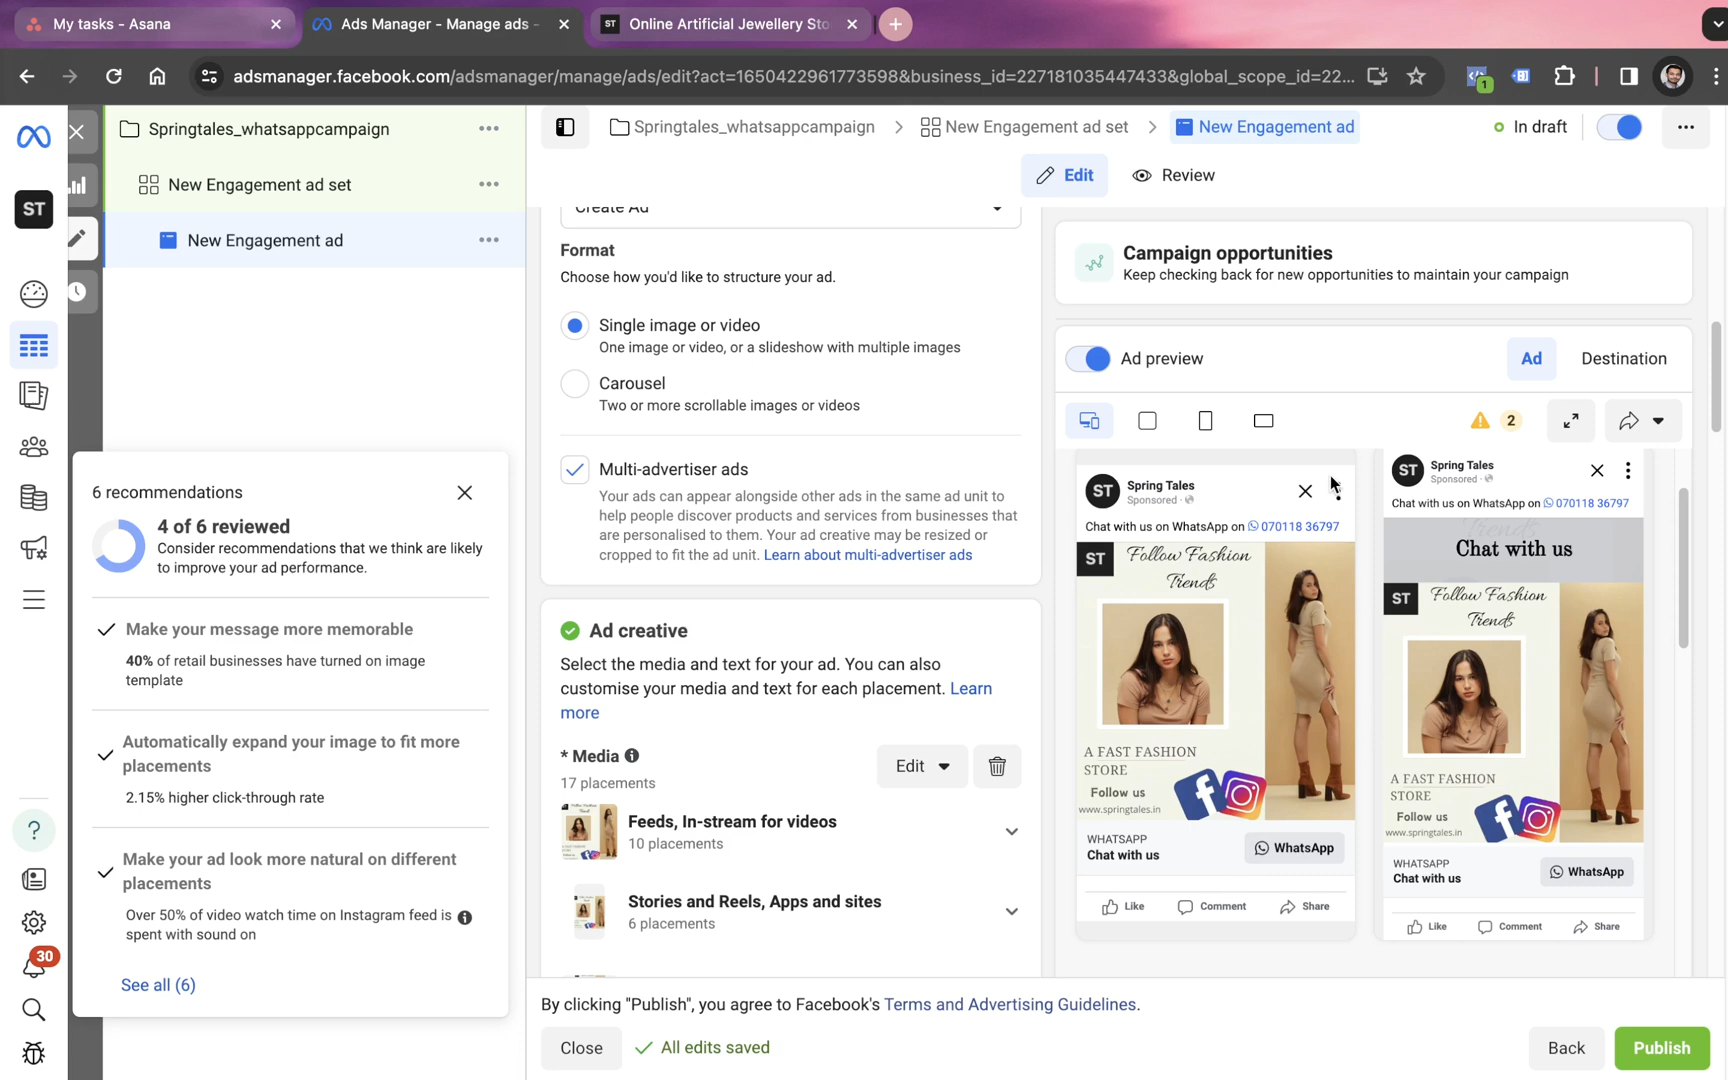 My tasks - Asana
Ads Manager - Manage ads -
ST Online Artificial Jewellery Sto
adsmanager.facebook.com/adsmanager/manage/ads/edit?act=1650422961773598&business_id=227181035447433&global_scope_id=22...
1
Springtales_whatsappcampaign
New Engagement ad set
New Engagement ad
Springtales_whatsappcampaign
New Engagement ad set
New Engagement ad
In draft
Edit
Review
ST
Create Ad
Format
Choose how you'd like to structure your ad.
Single image or video
One image or video, or a slideshow with multiple images
Carousel
Two or more scrollable images or videos
Multi-advertiser ads
Your ads can appear alongside other ads in the same ad unit to
help people discover products and services from businesses that
are personalised to them. Your ad creative may be resized or
cropped to fit the ad unit. Learn about multi-advertiser ads
Ad creative
Select the media and text for your ad. You can also
customise your media and text for each placement. Learn
more
* Media
17 placements
Edit
Feeds, In-stream for videos
10 placements
Stories and Reels, Apps and sites
6 placements
6 recommendations
4 of 6 reviewed
Consider recommendations that we think are likely
to improve your ad performance.
Make your message more memorable
40% of retail businesses have turned on image
template
Automatically expand your image to fit more
placements
2.15% higher click-through rate
Make your ad look more natural on different
placements
Over 50% of video watch time on Instagram feed is
spent with sound on
See all (6)
30
Campaign opportunities
Keep checking back for new opportunities to maintain your campaign
Ad preview
Ad
Destination
2
ST
Spring Tales
Sponsored ·
Chat with us on WhatsApp on 070118 36797
ST
Follow Fashion
Trends
A FAST FASHION
STORE
Follow us
www.springtales.in
WHATSAPP
Chat with us
WhatsApp
Like
Comment
Share
ST
Spring Tales
Sponsored ·
Chat with us on WhatsApp on 070118 36797
Trends
Chat with us
ST
Follow Fashion
Trends
A FAST FASHION
STORE
Follow us
www.springtales.in
WHATSAPP
Chat with us
WhatsApp
Like
Comment
Share
By clicking "Publish", you agree to Facebook's Terms and Advertising Guidelines.
Close
All edits saved
Back
Publish